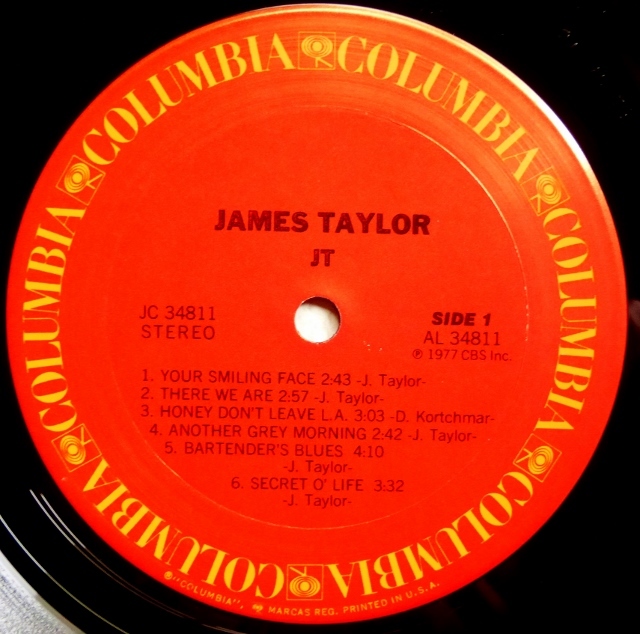 COLUMBIA COLUMBIA COLUMBIA COLUMBIA COLUMBIA COLUMBIA COLUMBIA
JAMES TAYLOR
JT
JC 34811
STEREO
SIDE 1
AL 34811
℗ 1977 CBS Inc.
1. YOUR SMILING FACE 2:43 -J. Taylor-
2. THERE WE ARE 2:57 -J. Taylor-
3. HONEY DON'T LEAVE L.A. 3:03 -D. Kortchmar-
4. ANOTHER GREY MORNING 2:42 -J. Taylor-
5. BARTENDER'S BLUES 4:10
-J. Taylor-
6. SECRET O' LIFE 3:32
-J. Taylor-
®"COLUMBIA", MARCAS REG. PRINTED IN U.S.A.